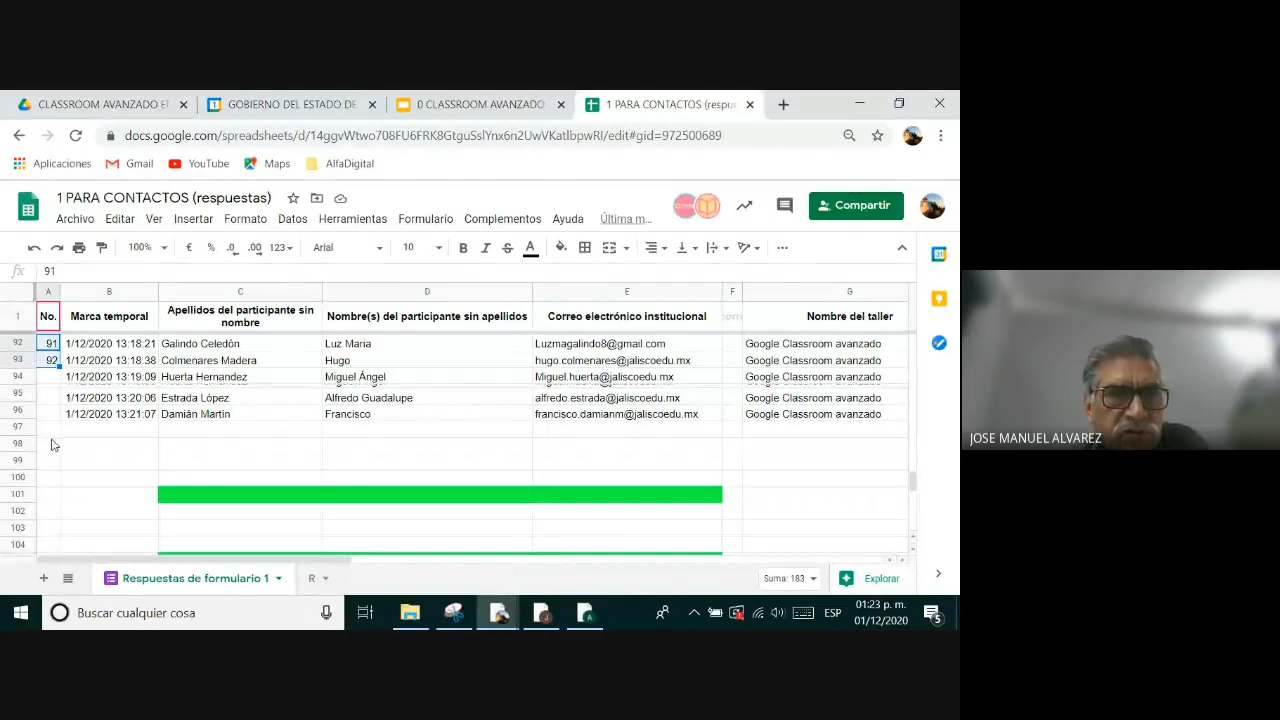 CLASSROOM AVANZADO E
GOBIERNO DEL ESTADO DE
0 CLASSROOM AVANZADO
1 PARA CONTACTOS (respu
docs.google.com/spreadsheets/d/14ggvWtwo708FU6FRK8GtguSslYnx6n2UwVKatlbpwRI/edit#gid=972500689
Aplicaciones Gmail YouTube Maps AlfaDigital
1 PARA CONTACTOS (respuestas)
Compartir
Archivo Editar Ver Insertar Formato Datos Herramientas Formulario Complementos Ayuda Última m...
100% € % .0 .00 123 Arial 10 B I S A
fx 91
A B C D E F G
1 No. Marca temporal Apellidos del participante sin nombre Nombre(s) del participante sin apellidos Correo electrónico institucional Nombre del taller
92 91 1/12/2020 13:18:21 Galindo Celedón Luz Maria Luzmagalindo8@gmail.com Google Classroom avanzado
93 92 1/12/2020 13:18:38 Colmenares Madera Hugo hugo.colmenares@jaliscoedu.mx Google Classroom avanzado
94 1/12/2020 13:19:09 Huerta Hernandez Miguel Ángel Miguel.huerta@jaliscoedu.mx Google Classroom avanzado
95 1/12/2020 13:20:06 Estrada López Alfredo Guadalupe alfredo.estrada@jaliscoedu.mx Google Classroom avanzado
96 1/12/2020 13:21:07 Damián Martín Francisco francisco.damianm@jaliscoedu.mx Google Classroom avanzado
97
98
99
100
101
102
103
104
Respuestas de formulario 1 R Suma: 183 Explorar
Buscar cualquier cosa
ESP
01:23 p. m.
01/12/2020
5
JOSE MANUEL ALVAREZ